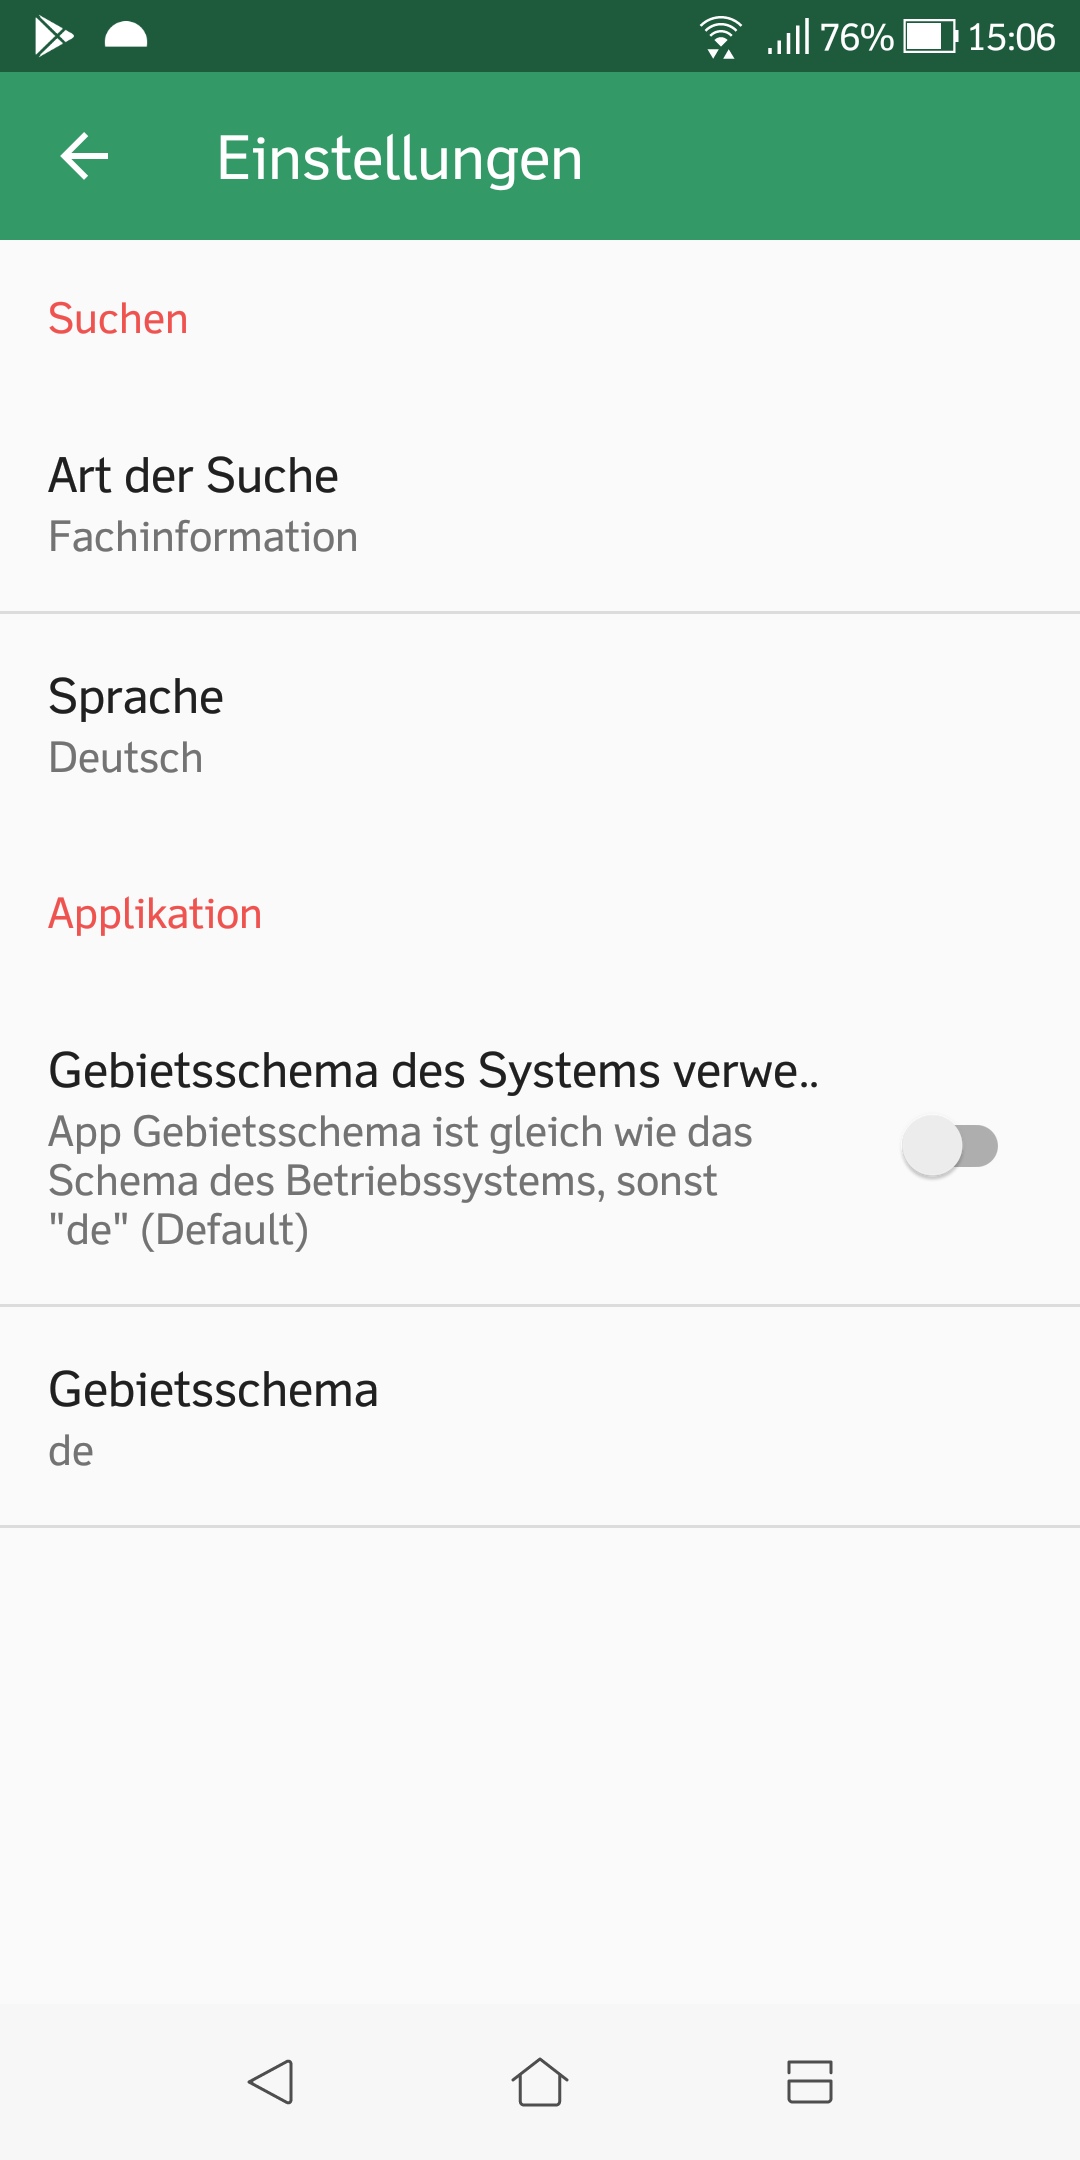 76% 15:06
Einstellungen
Suchen
Art der Suche
Fachinformation
Sprache
Deutsch
Applikation
Gebietsschema des Systems verwe..
App Gebietsschema ist gleich wie das
Schema des Betriebssystems, sonst
"de" (Default)
Gebietsschema
de